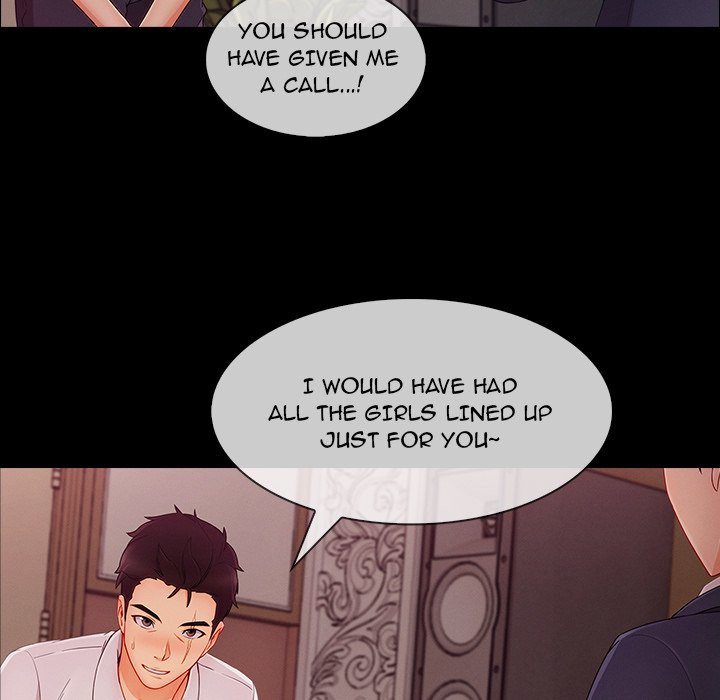 YOU SHOULD
HAVE GIVEN ME
A CALL...!
I WOULD HAVE HAD
ALL THE GIRLS LINED UP
JUST FOR YOU~